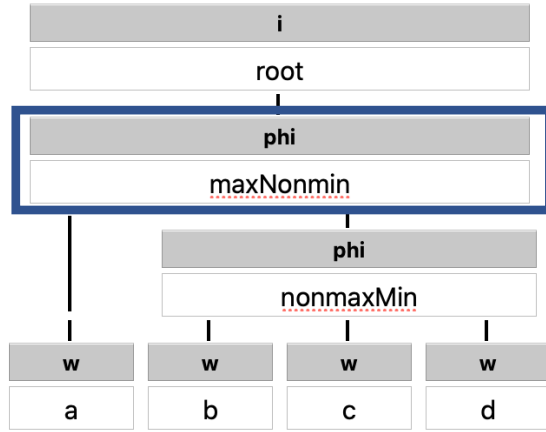 i
root
phi
maxNonmin
phi
nonmaxMin
w w w w
a b c d